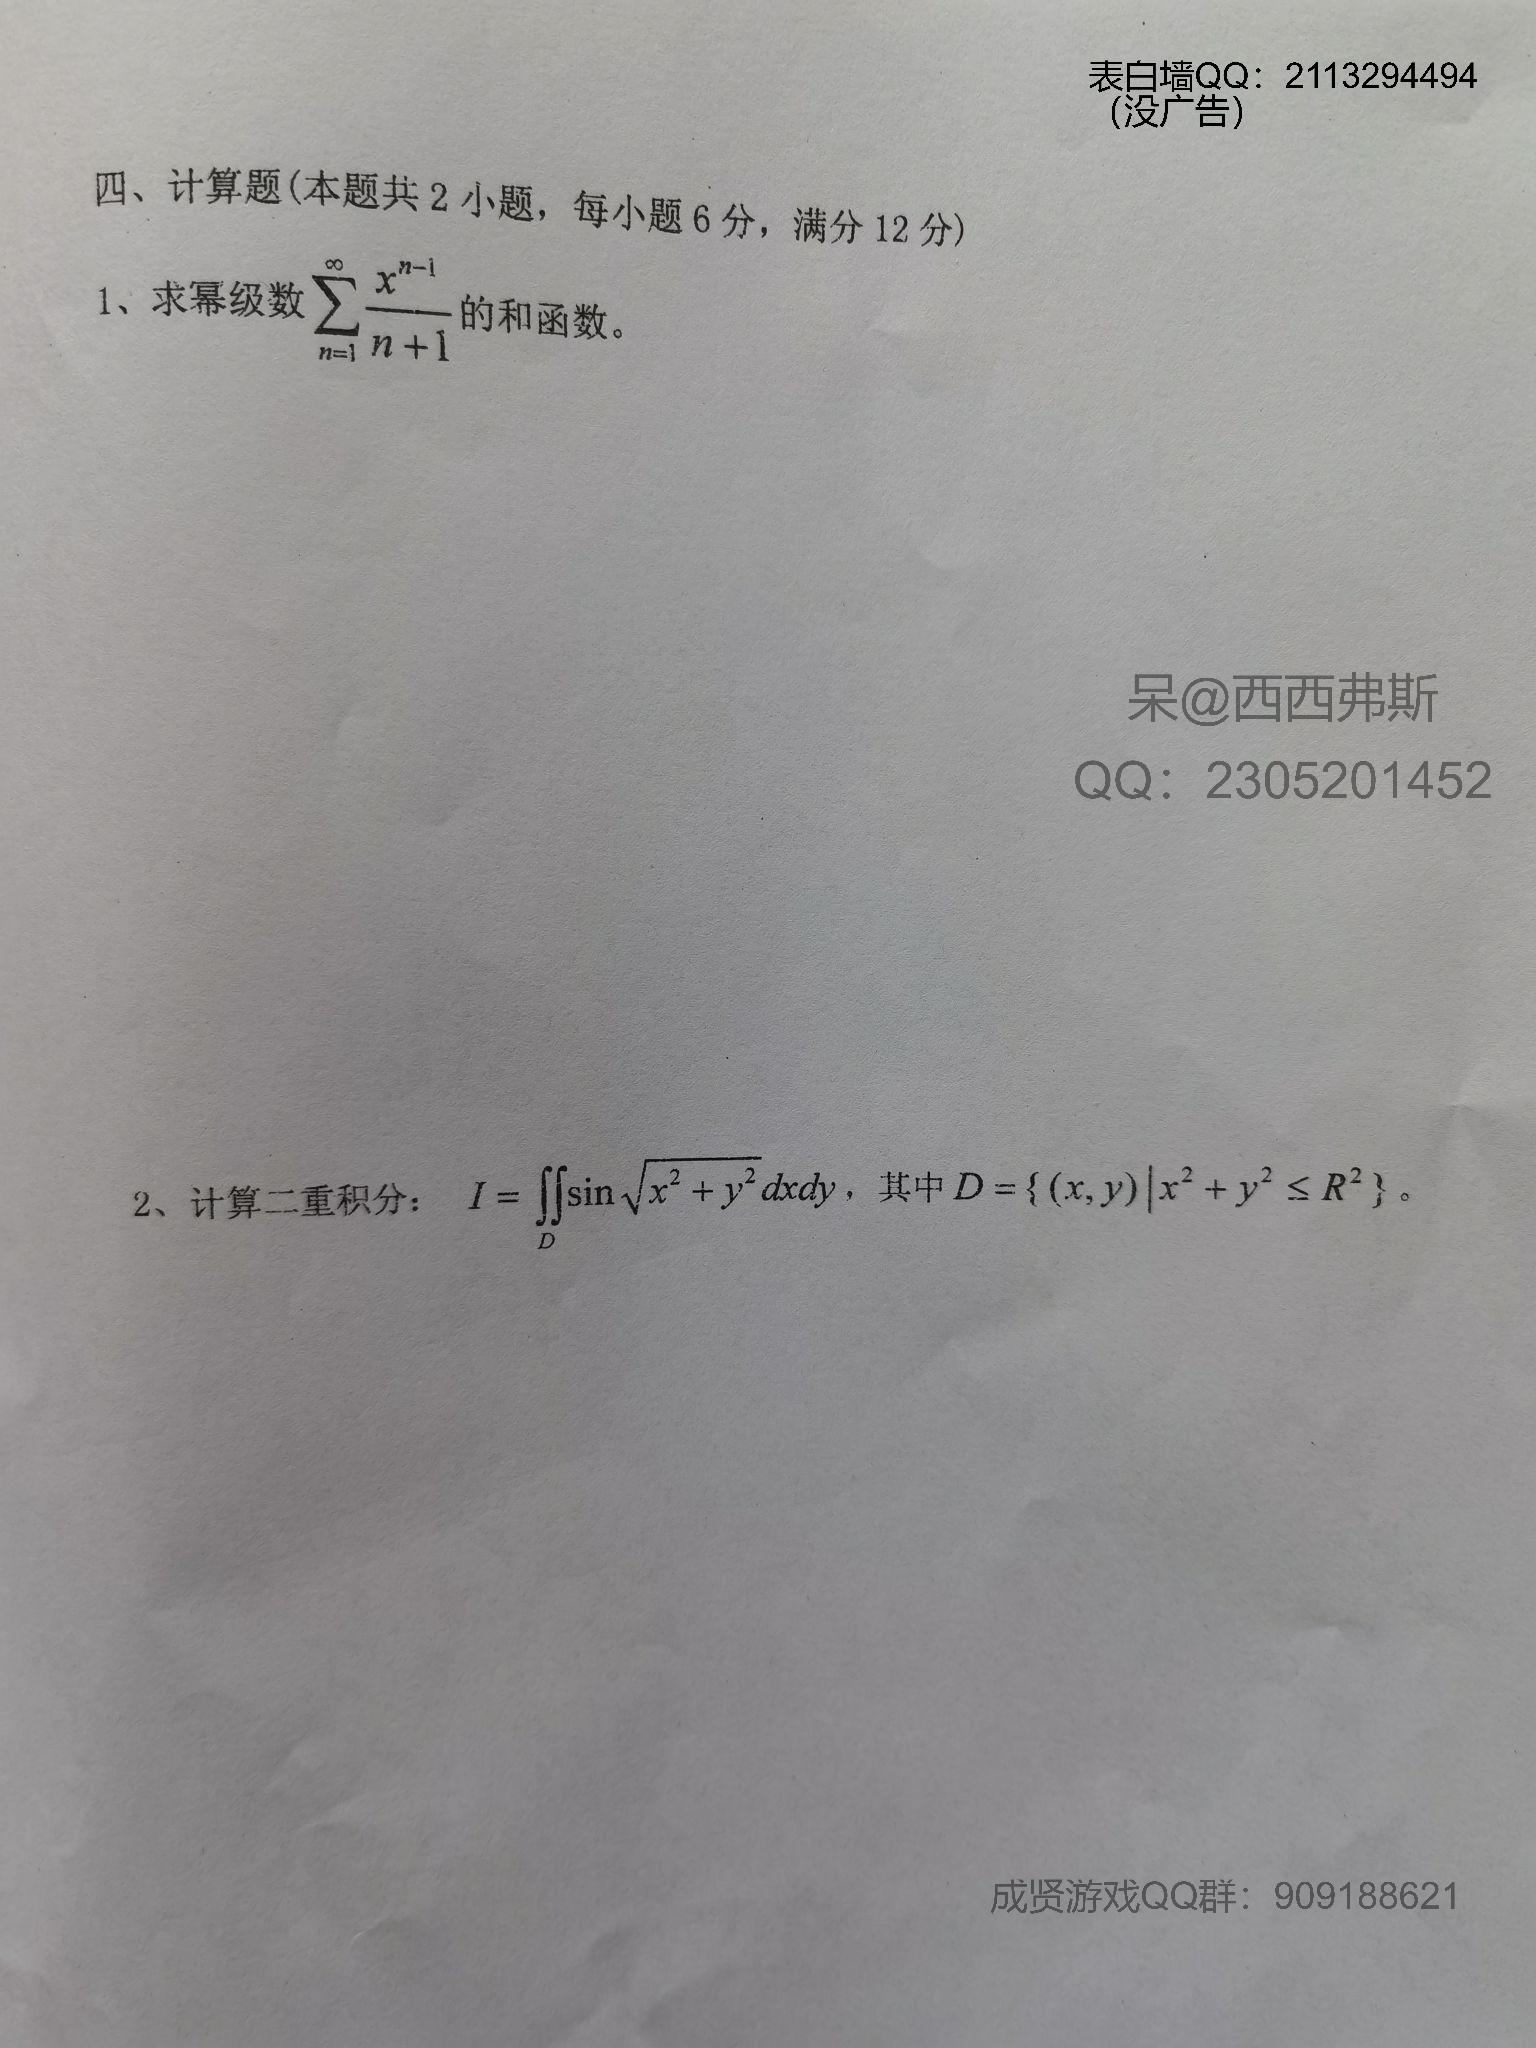 表白墙QQ：2113294494
（没广告）
四、计算题(本题共2小题，每小题6分，满分12分)
1、求幂级数 $\sum_{n=1}^{\infty} \frac{x^{n-1}}{n+1}$ 的和函数。
呆@西西弗斯
QQ：2305201452
2、计算二重积分： $I = \iint_{D} \sin \sqrt{x^2 + y^2} dxdy$，其中 $D = \{ (x, y) | x^2 + y^2 \le R^2 \}$。
成贤游戏QQ群：909188621